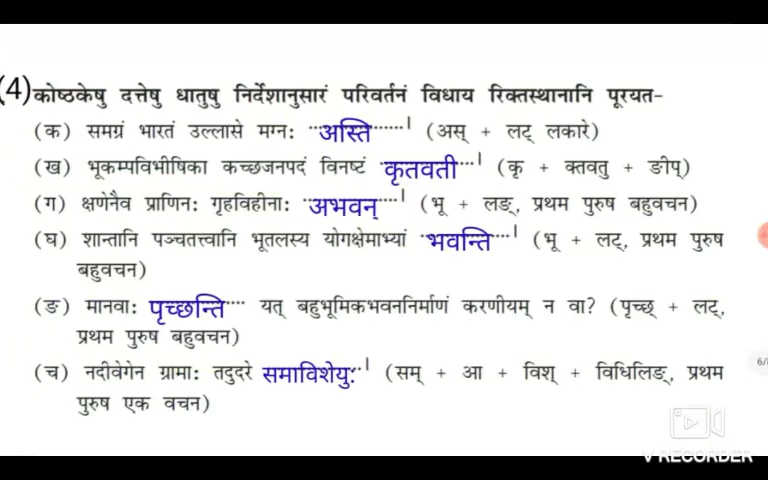 (4) कोष्ठकेषु दत्तेषु धातुषु निर्देशानुसारं परिवर्तनं विधाय रिक्तस्थानानि पूरयत–
(क) समग्रं भारतं उल्लासे मग्नः ····अस्ति······। (अस् + लट् लकारे)
(ख) भूकम्पविभीषिका कच्छजनपदं विनष्टं ·कृतवती····। (कृ + क्तवतु + ङीप्)
(ग) क्षणेनैव प्राणिनः गृहविहीनाः ···अभवन्····। (भू + लङ्, प्रथम पुरुष बहुवचन)
(घ) शान्तानि पञ्चतत्त्वानि भूतलस्य योगक्षेमाभ्यां ··भवन्ति····। (भू + लट्, प्रथम पुरुष
बहुवचन)
(ङ) मानवाः पृच्छन्ति···· यत् बहुभूमिकभवननिर्माणं करणीयम् न वा? (पृच्छ् + लट्,
प्रथम पुरुष बहुवचन)
(च) नदीवेगेन ग्रामाः तदुदरे समाविशेयुः··। (सम् + आ + विश् + विधिलिङ्, प्रथम
पुरुष एक वचन)
V RECORDER